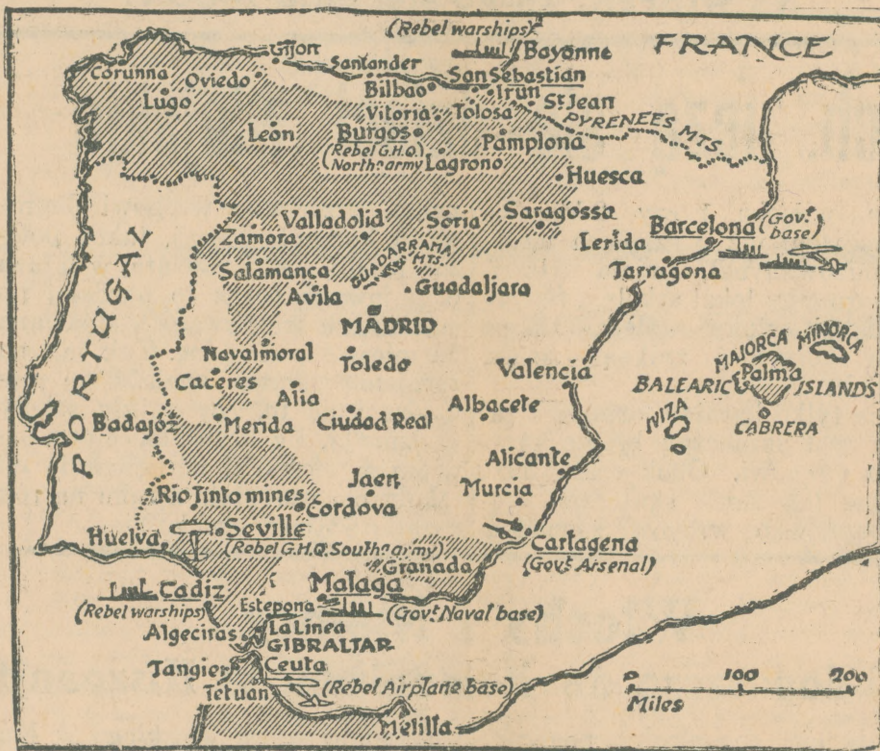 (Rebel warships)
Bayonne
FRANCE
Gijon
Santander
San Sebastian
Corunna
Oviedo
Bilbao
Irun
St Jean
Lugo
Vitoria
Tolosa
PYRENEES MTS.
León
Burgos
Pamplona
(Rebel G.H.Q.
North'n army
Lagrono
Huesca
Valladolid
Sōria
Saragossa
Barcelona
(Gov't
base)
Zamora
Lerida
GUADARRAMA
MTS.
Salamanca
Tarragona
Avila
Guadaljara
PORTUGAL
MADRID
MAJORCA
MINORCA
Navalmoral
Toledo
Valencia
Palma
Caceres
BALEARIC
ISLANDS
Alia
Albacete
IVIZA
Badajoz
Merida
Ciudad Real
CABRERA
Alicante
Jaen
Murcia
Rio Tinto mines
Cordova
Huelva
Seville
Cartagena
(Rebel G.H.Q. South'n army)
(Gov't Arsenal)
Granada
Cadiz
Malaga
(Rebel warships)
Estepona
(Gov't Naval base)
Algeciras
La Linea
GIBRALTAR
Tangier
Ceuta
Tetuan
(Rebel Airplane base)
0 100 200
Miles
Melilla